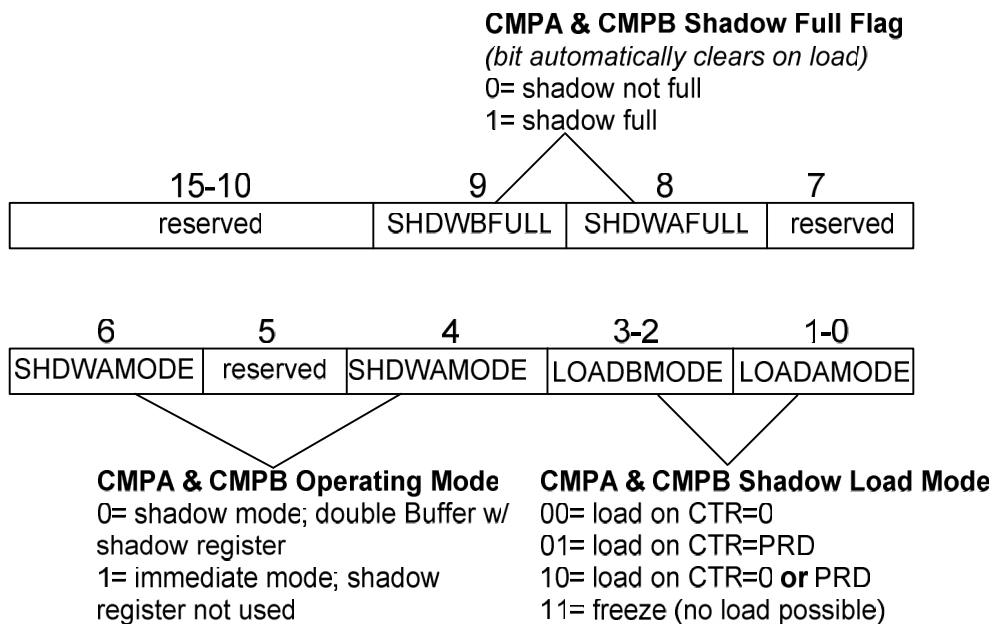 CMPA & CMPB Shadow Full Flag
(bit automatically clears on load)
0= shadow not full
1= shadow full
15-10 9 8 7
reserved SHDWBFULL SHDWAFULL reserved
6 5 4 3-2 1-0
SHDWAMODE reserved SHDWAMODE LOADBMODE LOADAMODE
CMPA & CMPB Operating Mode
0= shadow mode; double Buffer w/
shadow register
1= immediate mode; shadow
register not used
CMPA & CMPB Shadow Load Mode
00= load on CTR=0
01= load on CTR=PRD
10= load on CTR=0 or PRD
11= freeze (no load possible)